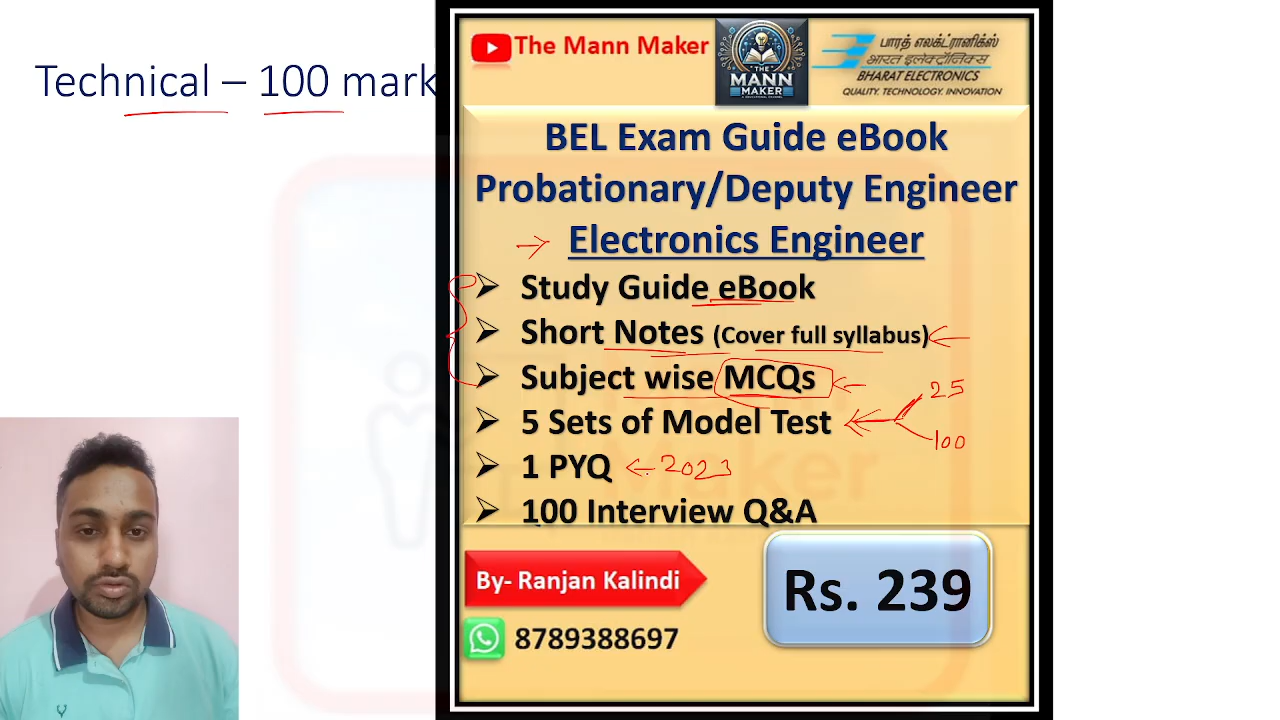 Technical – 100 mark
The Mann Maker
THE
MANN
MAKER
பாரத் எலக்ட்ரானிக்ஸ்
भारत इलेक्ट्रॉनिक्स
BHARAT ELECTRONICS
QUALITY. TECHNOLOGY. INNOVATION
BEL Exam Guide eBook
Probationary/Deputy Engineer
Electronics Engineer
Study Guide eBook
Short Notes (Cover full syllabus)
Subject wise MCQs
25
5 Sets of Model Test
100
1 PYQ 2023
100 Interview Q&A
By- Ranjan Kalindi
Rs. 239
8789388697